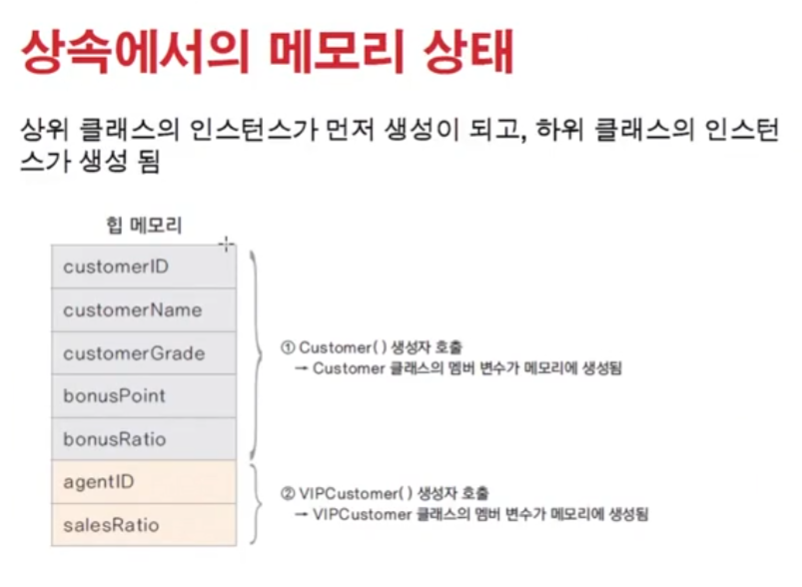 상속에서의 메모리 상태
상위 클래스의 인스턴스가 먼저 생성이 되고, 하위 클래스의 인스턴
스가 생성 됨
힙 메모리
customerID
customerName
customerGrade
bonusPoint
bonusRatio
① Customer( ) 생성자 호출
→ Customer 클래스의 멤버 변수가 메모리에 생성됨
agentID
salesRatio
② VIPCustomer( ) 생성자 호출
→ VIPCustomer 클래스의 멤버 변수가 메모리에 생성됨